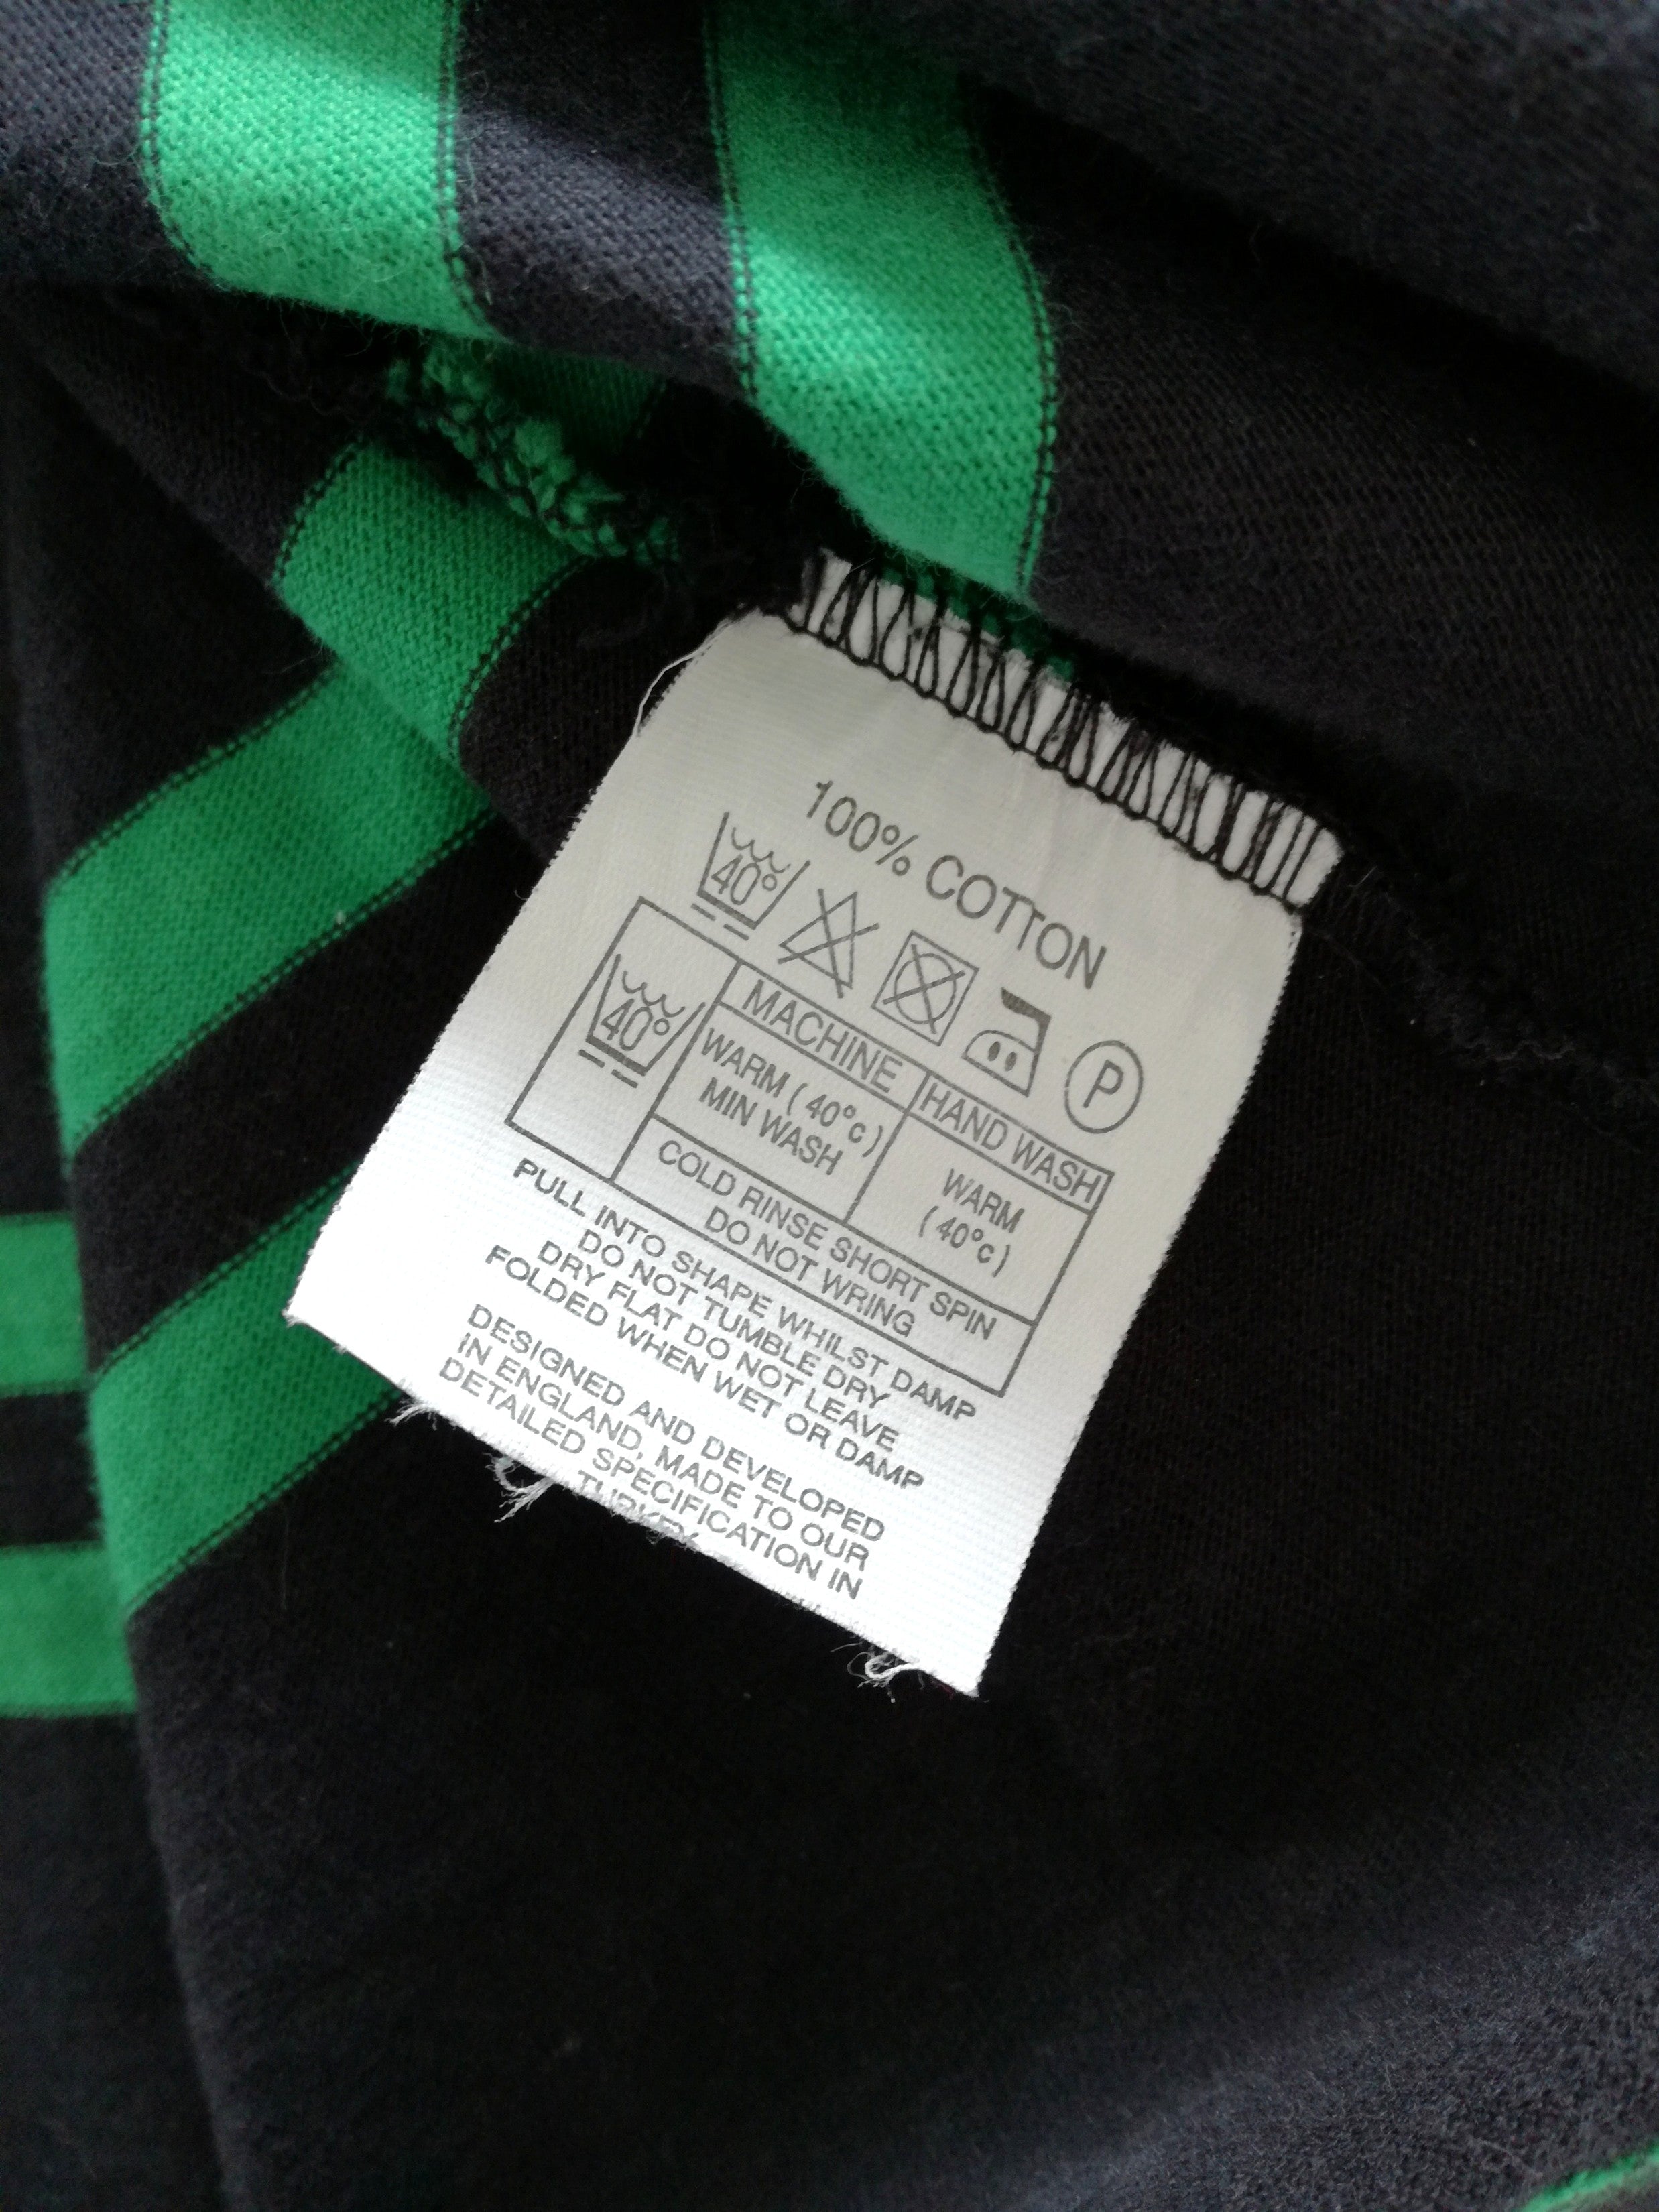 100% COTTON
40° P
40° MACHINE HAND WASH
WARM ( 40°c ) WARM
MIN WASH ( 40°c )
COLD RINSE SHORT SPIN
DO NOT WRING
PULL INTO SHAPE WHILST DAMP
DO NOT TUMBLE DRY
DRY FLAT DO NOT LEAVE
FOLDED WHEN WET OR DAMP
DESIGNED AND DEVELOPED
IN ENGLAND, MADE TO OUR
DETAILED SPECIFICATION IN
TURKEY